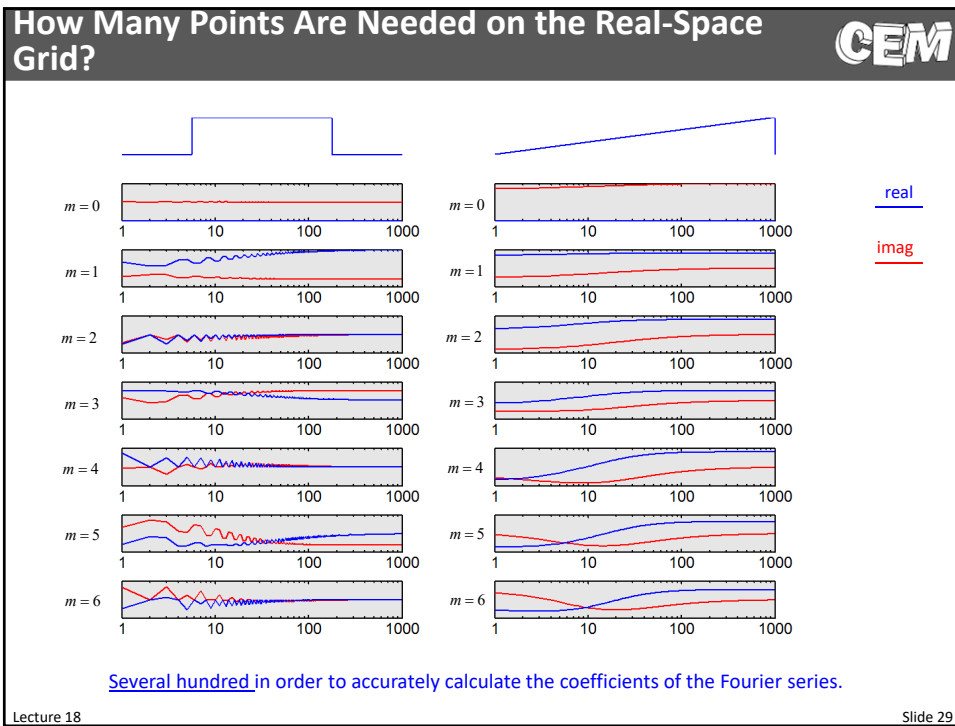 How Many Points Are Needed on the Real-Space
Grid?
CEM
m = 0
1 10 100 1000
m = 1
1 10 100 1000
m = 2
1 10 100 1000
m = 3
1 10 100 1000
m = 4
1 10 100 1000
m = 5
1 10 100 1000
m = 6
1 10 100 1000
m = 0
1 10 100 1000
m = 1
1 10 100 1000
m = 2
1 10 100 1000
m = 3
1 10 100 1000
m = 4
1 10 100 1000
m = 5
1 10 100 1000
m = 6
1 10 100 1000
real
imag
Several hundred in order to accurately calculate the coefficients of the Fourier series.
Lecture 18
Slide 29